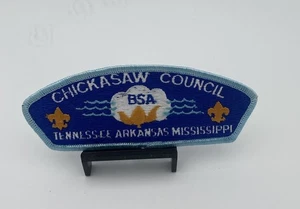 CHICKASAW COUNCIL
BSA
TENNESSEE ARKANSAS MISSISSIPPI